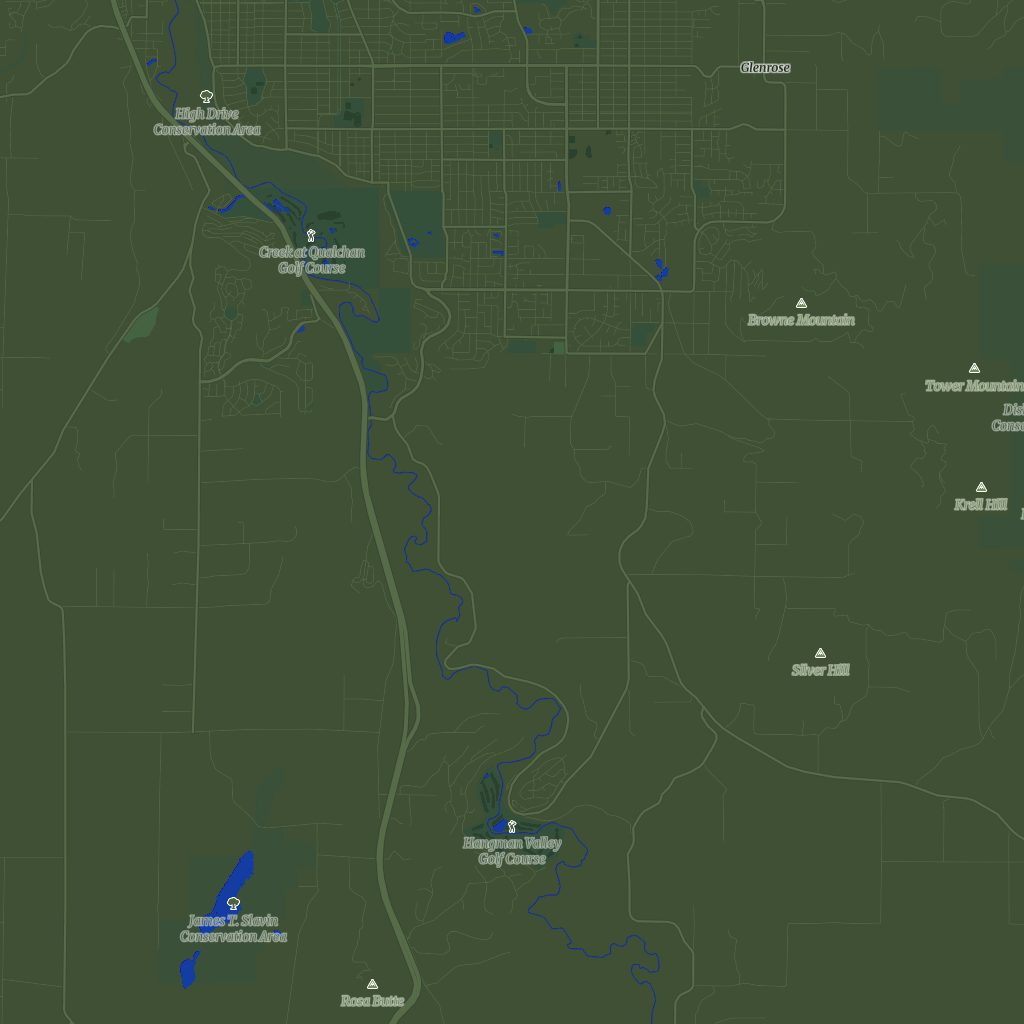 Glenrose
High Drive
Conservation Area
Creek at Qualchan
Golf Course
Browne Mountain
Tower Mountain
Krell Hill
Silver Hill
Hangman Valley
Golf Course
James T. Slavin
Conservation Area
Rosa Butte